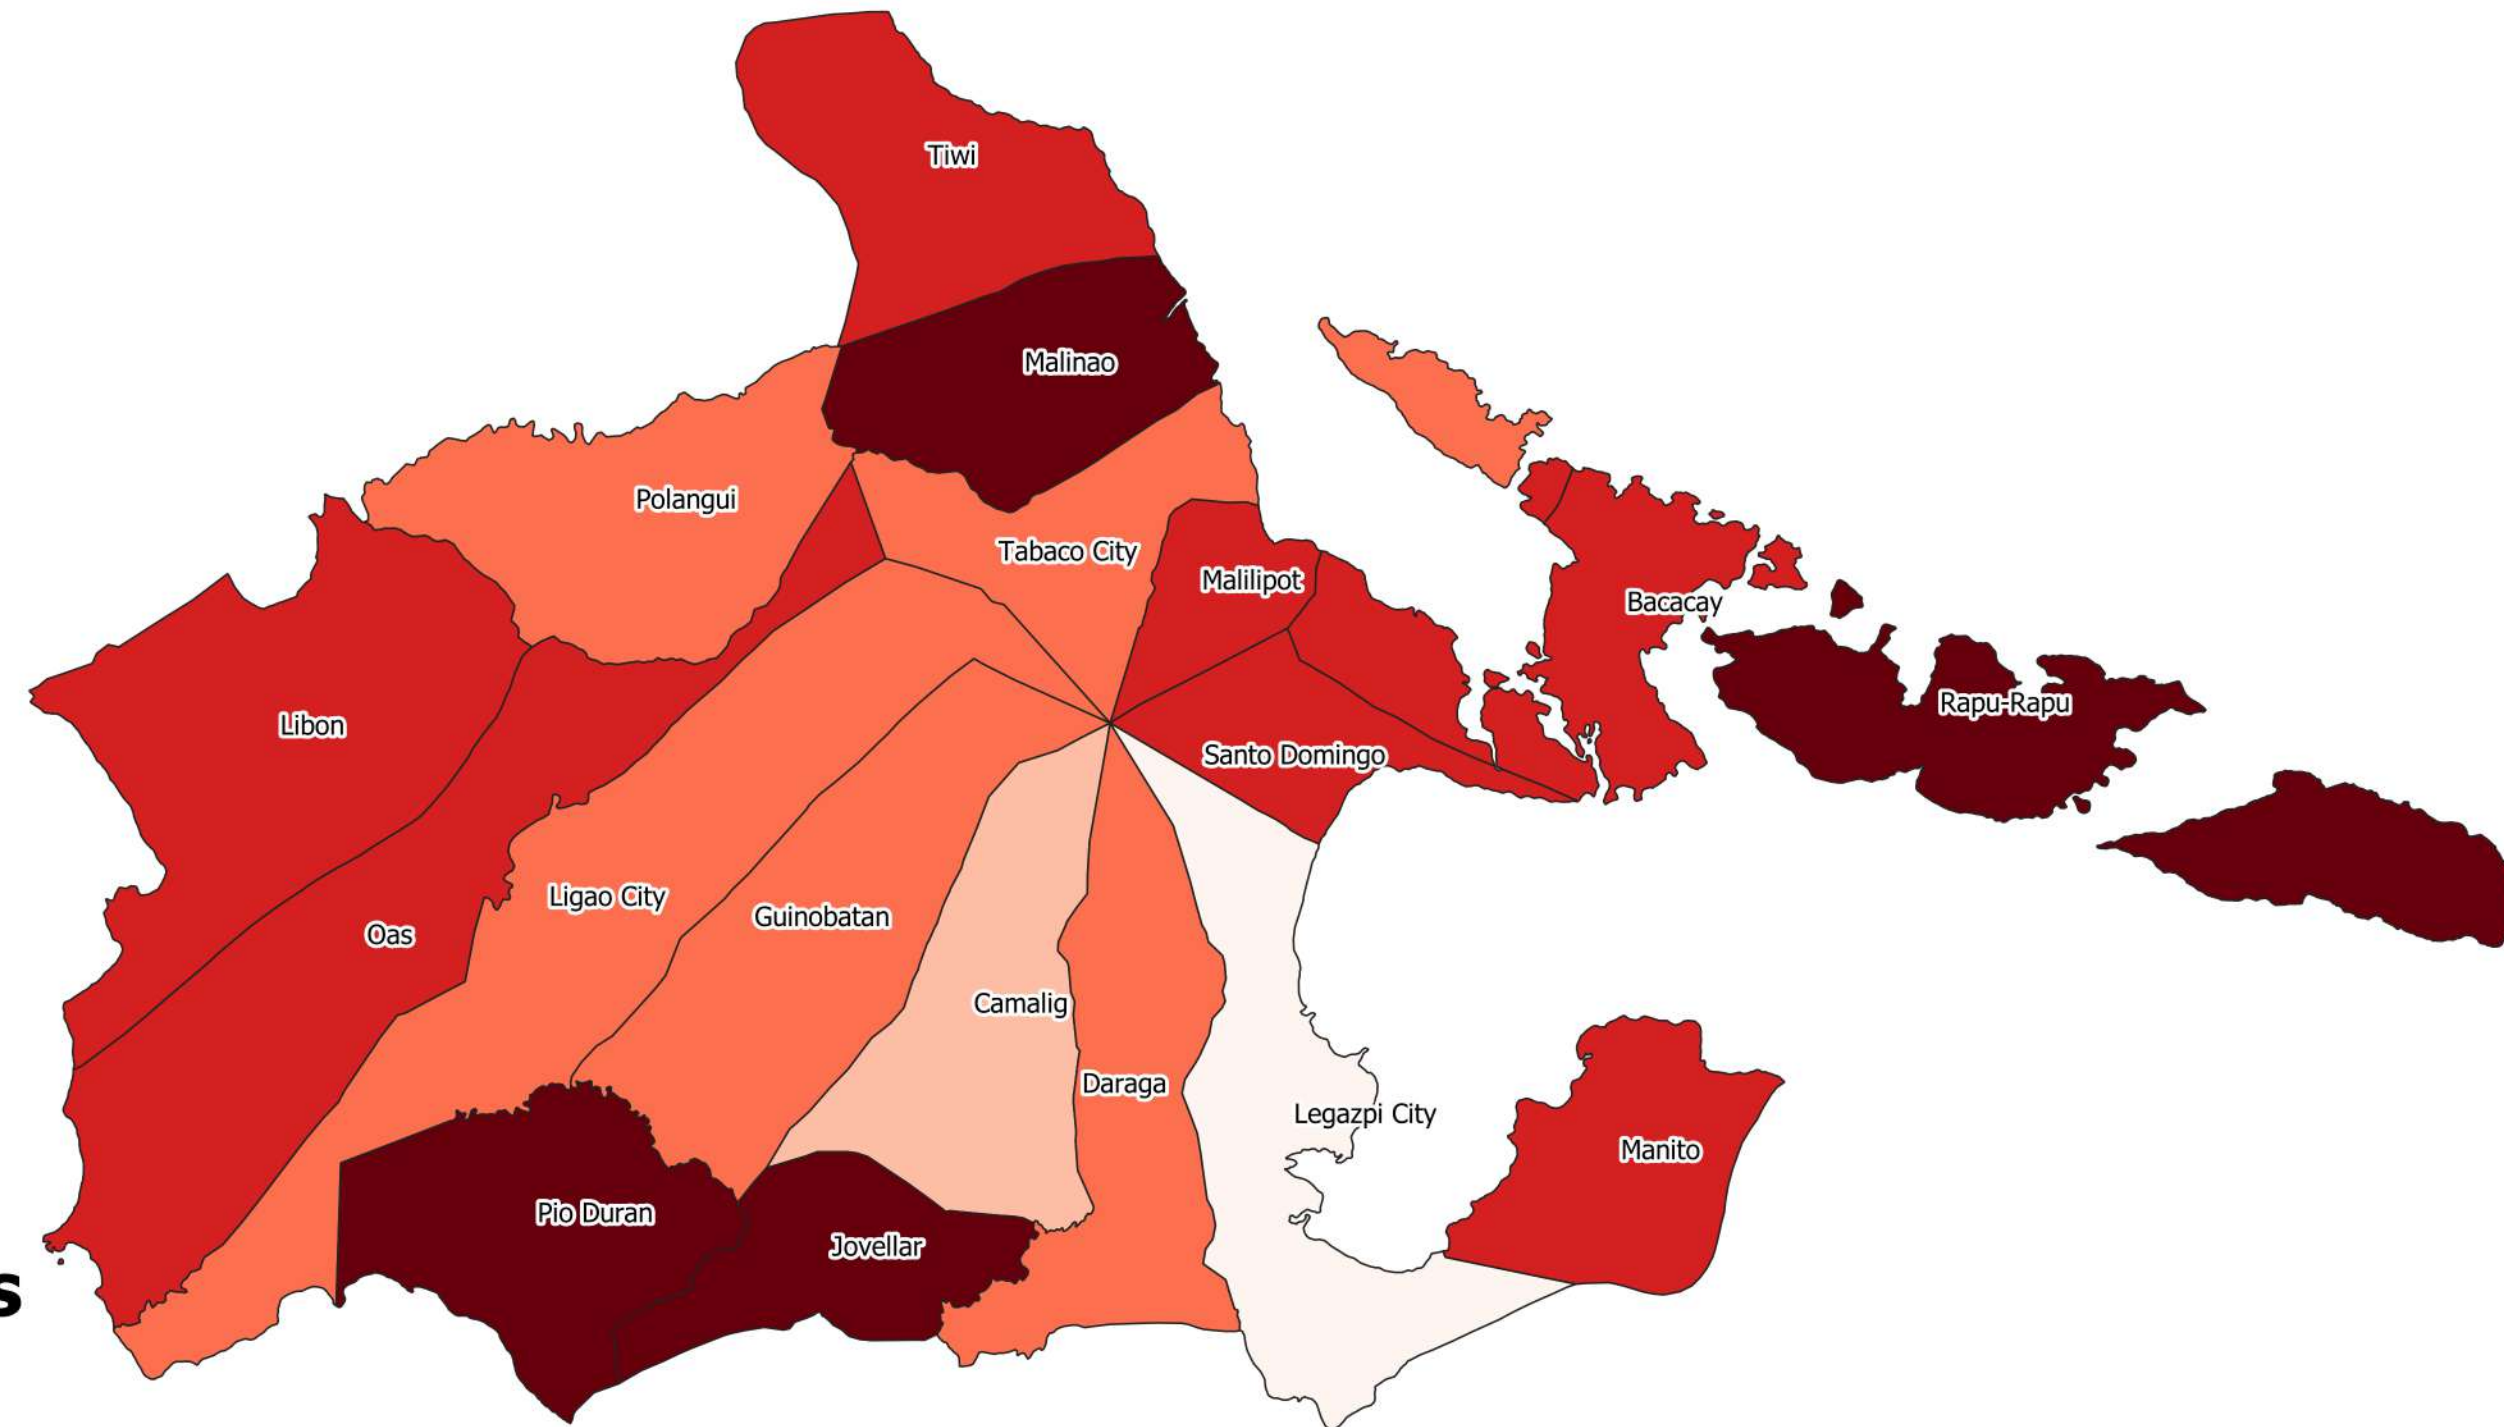 Tiwi
Malinao
Polangui
Tabaco City
Malilipot
Bacacay
Rapu-Rapu
Libon
Santo Domingo
Oas
Ligao City
Guinobatan
Camalig
Daraga
Legazpi City
Manito
Pio Duran
Jovellar
s